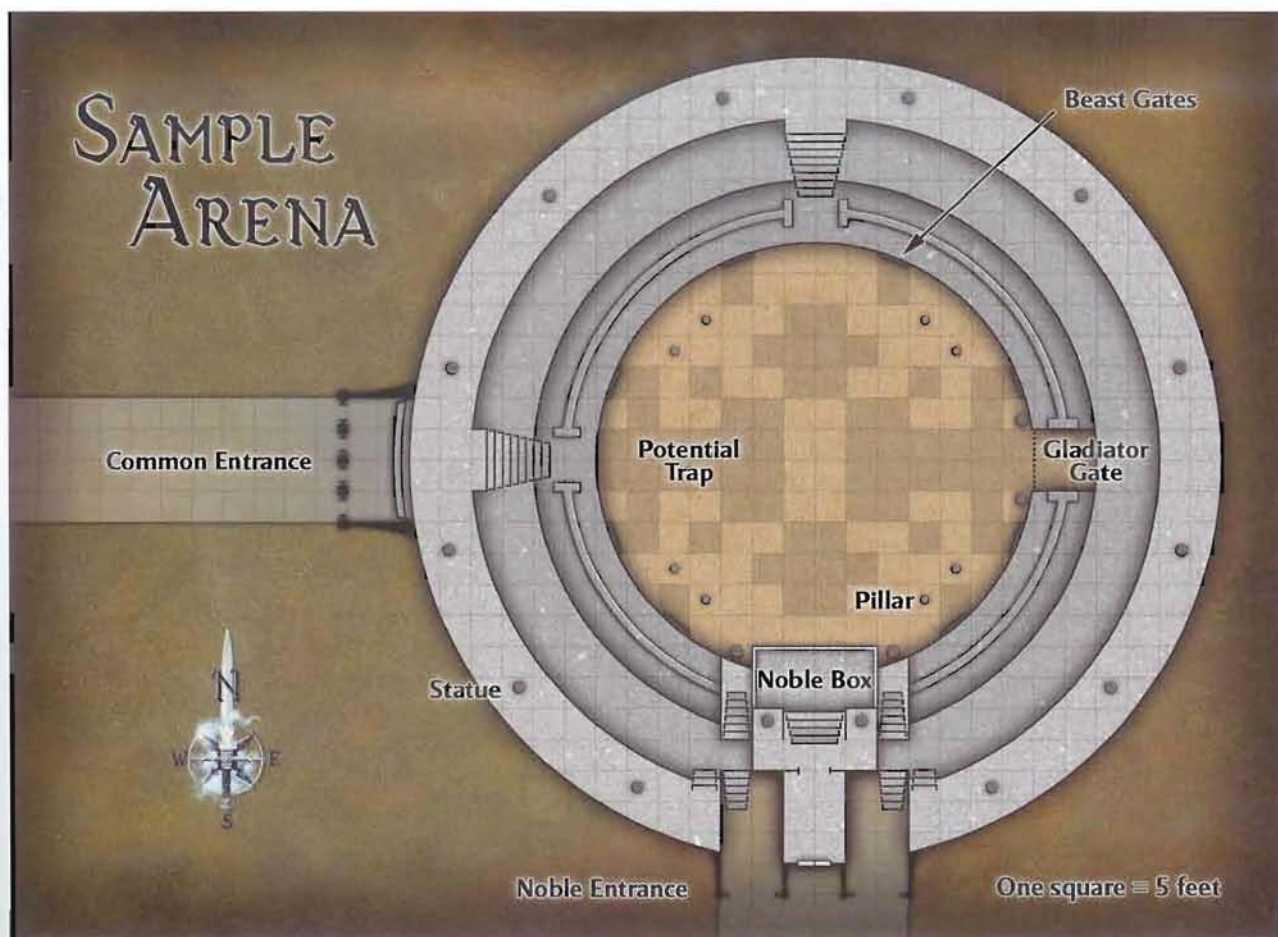 SAMPLE
ARENA
Beast Gates
Common Entrance
Potential
Trap
Gladiator
Gate
Pillar
Noble Box
Statue
N
W
E
S
Noble Entrance
One square = 5 feet